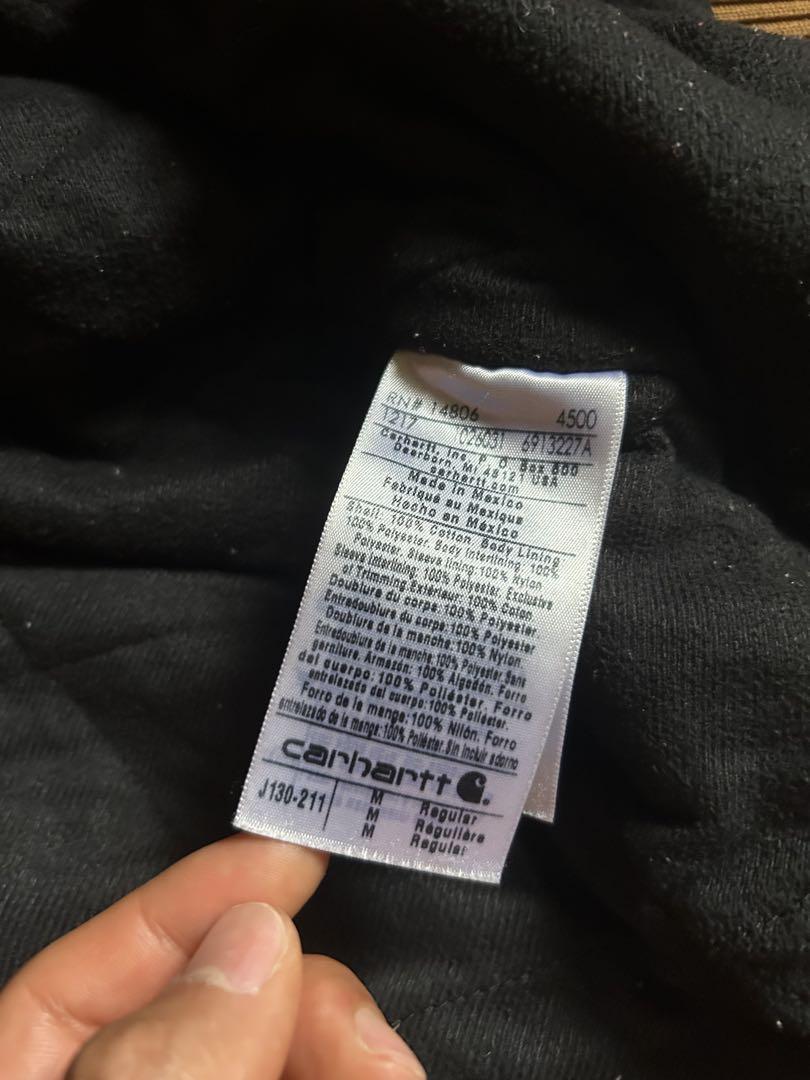 RN# 14806 4500
1217 026031 6913227A
Carhartt, Inc. P. O. Box 600
Dearborn, MI 48121 USA
carhartt.com
Made in Mexico
Fabriqué au Mexique
Hecho en México
Shell: 100% Cotton. Body Lining
100% Polyester. Body Interlining: 100%
Polyester. Sleeve lining: 100% Nylon
Sleeve Interlining: 100% Polyester. Exclusive
of Trimming.Extérieur: 100% Coton
Doublure du corps: 100% Polyester
Entredoublure du corps: 100% Polyester
Doublure de la manche: 100% Nylon
Entredoublure de la manche: 100% Polyester. Sans
garniture. Armazón: 100% Algodón. Forro
del cuerpo: 100% Poliéster. Forro
entrelazado del cuerpo: 100% Poliéster.
Forro de la manga: 100% Nilón. Forro
entrelazado de la manga: 100% Poliéster. Sin incluir adorno
carhartt
J130-211 M Regular
M Régulière
M Regular